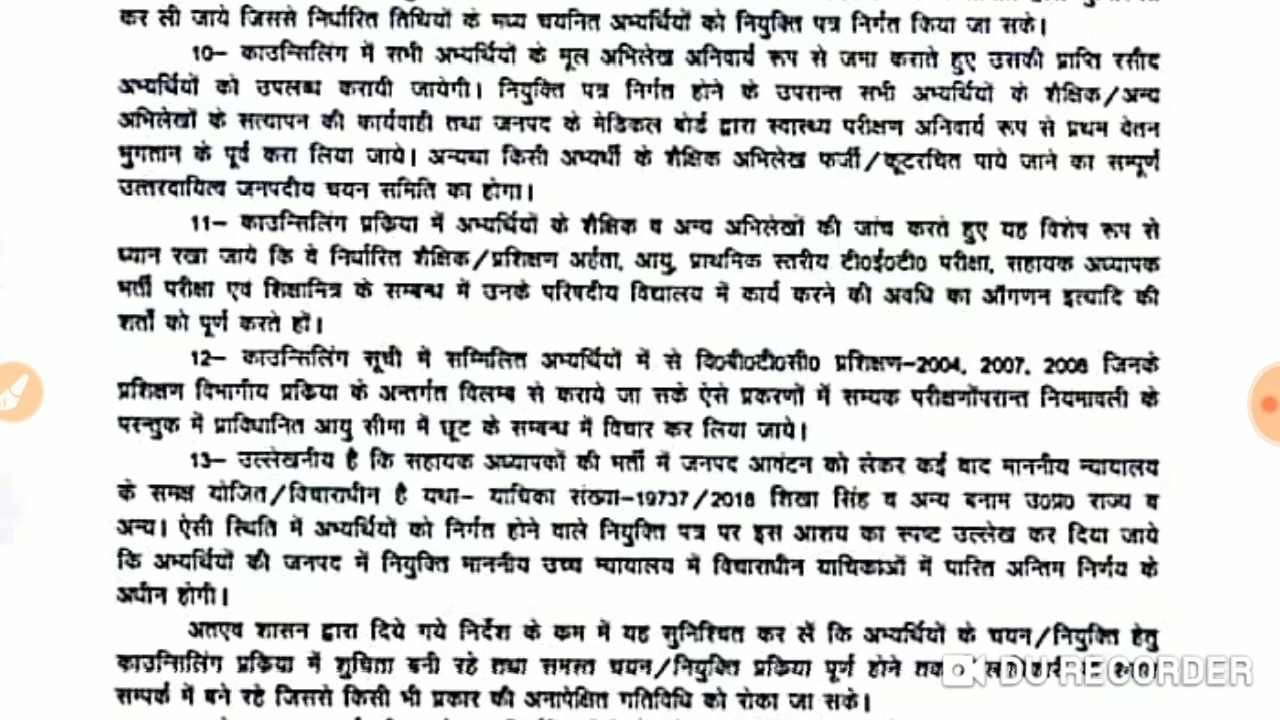 कर ली जाये जिससे निर्धारित तिथियों के मध्य चयनित अभ्यर्थियों को नियुक्ति पत्र निर्गत किया जा सके।
10– काउन्सिलिंग में सभी अभ्यर्थियों के मूल अभिलेख अनिवार्य रूप से जमा कराते हुए उसकी प्राप्ति रसीद
अभ्यर्थियों को उपलब्ध करायी जायेगी। नियुक्ति पत्र निर्गत होने के उपरान्त सभी अभ्यर्थियों के शैक्षिक/अन्य
अभिलेखों के सत्यापन की कार्यवाही तथा जनपद के मेडिकल बोर्ड द्वारा स्वास्थ्य परीक्षण अनिवार्य रूप से प्रथम वेतन
भुगतान के पूर्व करा लिया जाये। अन्यथा किसी अभ्यर्थी के शैक्षिक अभिलेख फर्जी/कूटरचित पाये जाने का सम्पूर्ण
उत्तरदायित्व जनपदीय चयन समिति का होगा।
11– काउन्सिलिंग प्रक्रिया में अभ्यर्थियों के शैक्षिक व अन्य अभिलेखों की जांच करते हुए यह विशेष रूप से
ध्यान रखा जाये कि वे निर्धारित शैक्षिक/प्रशिक्षण अर्हता, आयु, प्राथमिक स्तरीय टी0ई0टी0 परीक्षा, सहायक अध्यापक
भर्ती परीक्षा एवं शिक्षामित्र के सम्बन्ध में उनके परिषदीय विद्यालय में कार्य करने की अवधि का ऑगणन इत्यादि की
शर्तों को पूर्ण करते हों।
12– काउन्सिलिंग सूची में सम्मिलित अभ्यर्थियों में से वि0बी0टी0सी0 प्रशिक्षण–2004, 2007, 2008 जिनके
प्रशिक्षण विभागीय प्रक्रिया के अन्तर्गत विलम्ब से कराये जा सके ऐसे प्रकरणों में सम्यक परीक्षणोंपरान्त नियमावली के
परन्तुक में प्राविधानित आयु सीमा में छूट के सम्बन्ध में विचार कर लिया जाये।
13– उल्लेखनीय है कि सहायक अध्यापकों की भर्ती में जनपद आवंटन को लेकर कई वाद माननीय न्यायालय
के समक्ष योजित/विचाराधीन है यथा– याचिका संख्या–19737/2018 शिखा सिंह व अन्य बनाम उ0प्र0 राज्य व
अन्य। ऐसी स्थिति में अभ्यर्थियों को निर्गत होने वाले नियुक्ति पत्र पर इस आशय का स्पष्ट उल्लेख कर दिया जाये
कि अभ्यर्थियों की जनपद में नियुक्ति माननीय उच्च न्यायालय में विचाराधीन याचिकाओं में पारित अन्तिम निर्णय के
अधीन होगी।
अतएव शासन द्वारा दिये गये निर्देश के कम में यह सुनिश्चित कर लें कि अभ्यर्थियों के चयन/नियुक्ति हेतु
काउन्सिलिंग प्रक्रिया में शुचिता बनी रहे तथा समस्त चयन/नियुक्ति प्रक्रिया पूर्ण होने तक
DU RECORDER
सम्पर्क में बने रहे जिससे किसी भी प्रकार की अनापेक्षित गतिविधि को रोका जा सके।